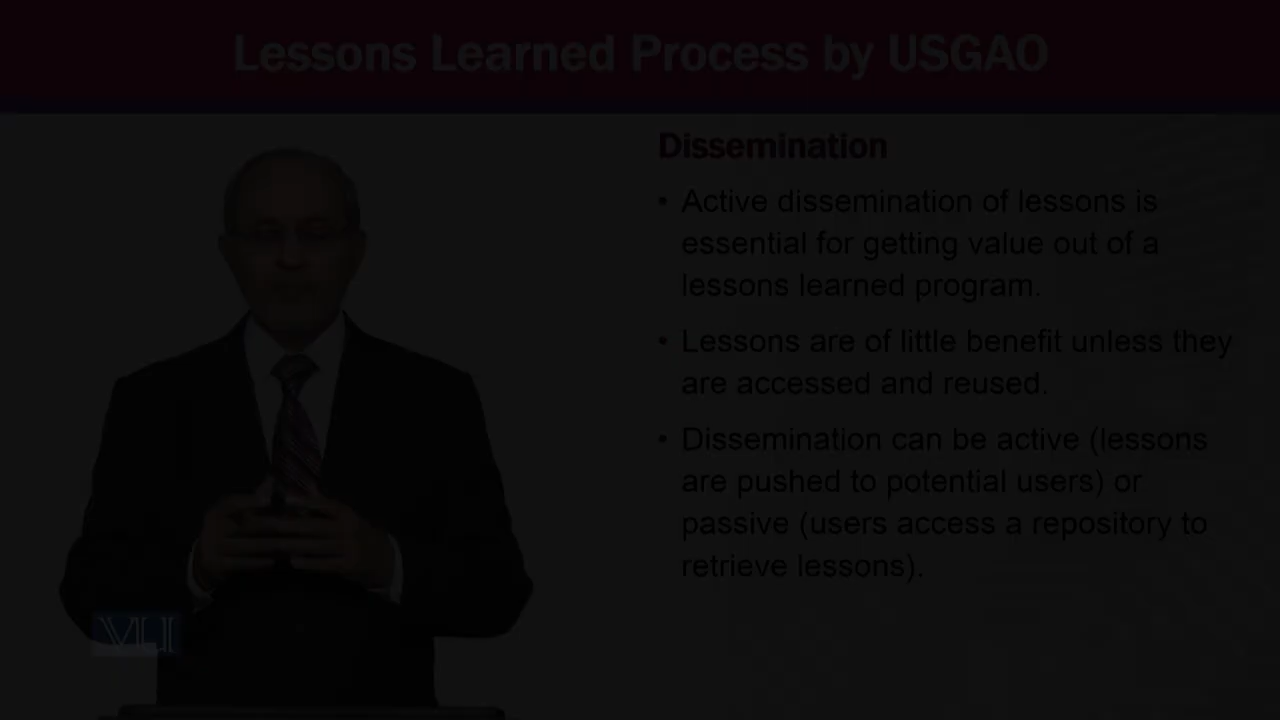 Lessons Learned Process by USGAO
Dissemination
• Active dissemination of lessons is
essential for getting value out of a
lessons learned program.
• Lessons are of little benefit unless they
are accessed and reused.
• Dissemination can be active (lessons
are pushed to potential users) or
passive (users access a repository to
retrieve lessons).
VU